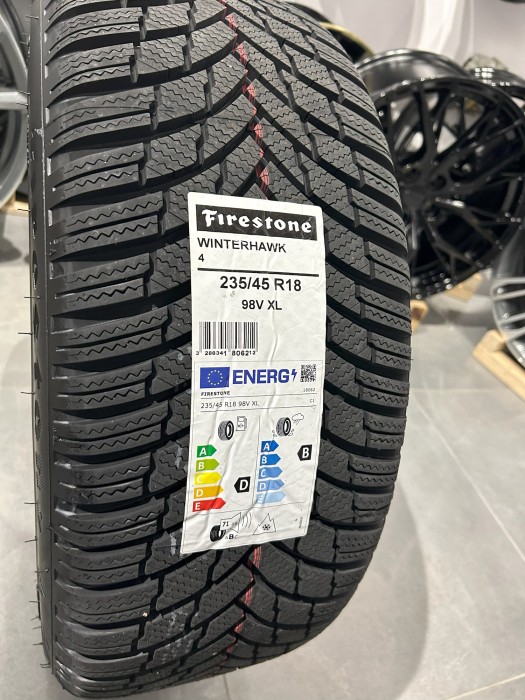 Firestone
WINTERHAWK
4
235/45 R18
98V XL
3 286341 806212
ENERG
FIRESTONE
235/45 R18 98V XL
C1
A
B
C
D
E
D
A
B
C
D
E
B
71